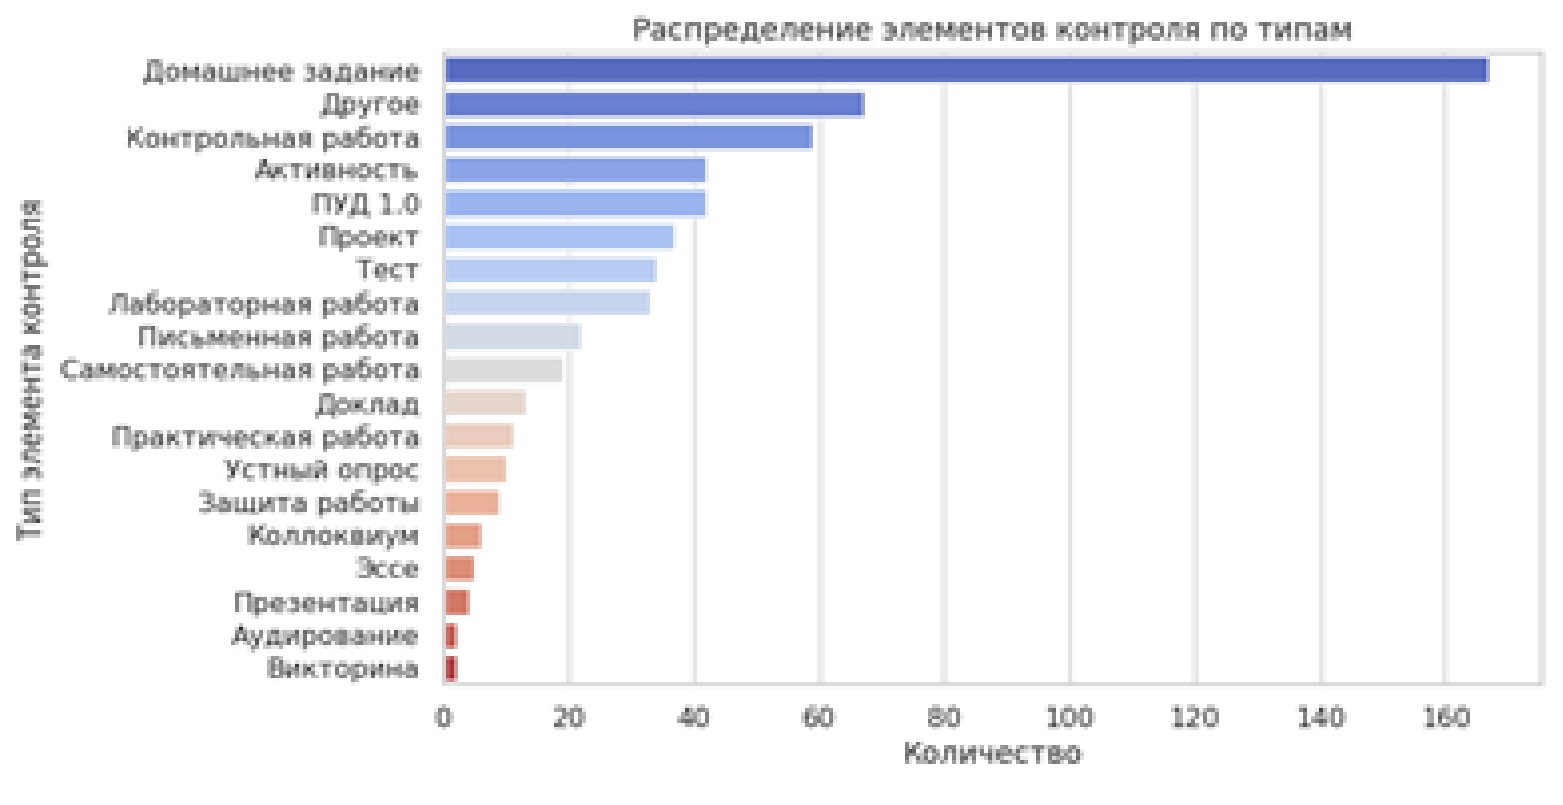 Распределение элементов контроля по типам
Домашнее задание
Другое
Контрольная работа
Активность
ПУД 1.0
Проект
Тест
Лабораторная работа
Письменная работа
Самостоятельная работа
Доклад
Практическая работа
Устный опрос
Защита работы
Коллоквиум
Эссе
Презентация
Аудирование
Викторина
Тип элемента контроля
0 20 40 60 80 100 120 140 160
Количество